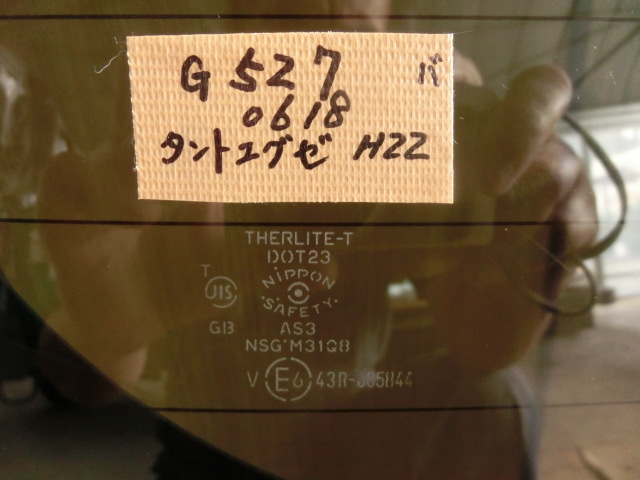 G 527 バ
0618
タントエグゼ H22
THERLITE-T
DOT23
T
NIPPON
JIS
SAFETY
GB
AS3
NSG M31Q8
V E6 43R-005844